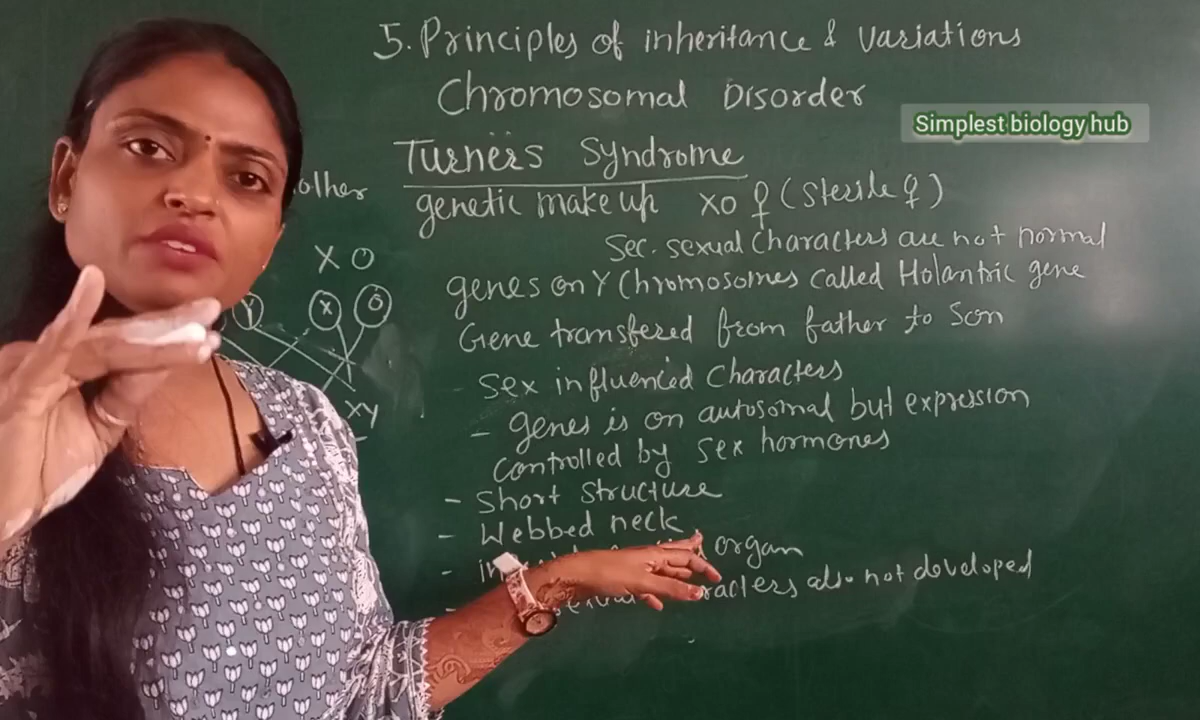 5. Principles of inheritance & Variations
Chromosomal Disorder
Simplest biology hub
Turners Syndrome
genetic make up XO ♀ (Sterile ♀)
Sec. sexual characters are not normal
genes on Y Chromosomes called Holantric gene
Gene transfered from father to Son
- Sex influenced Characters
- genes is on autosomal but expression
controlled by sex hormones
- Short Structure
- Webbed neck
- organ
- characters also not developed
X O
Y X O
XY